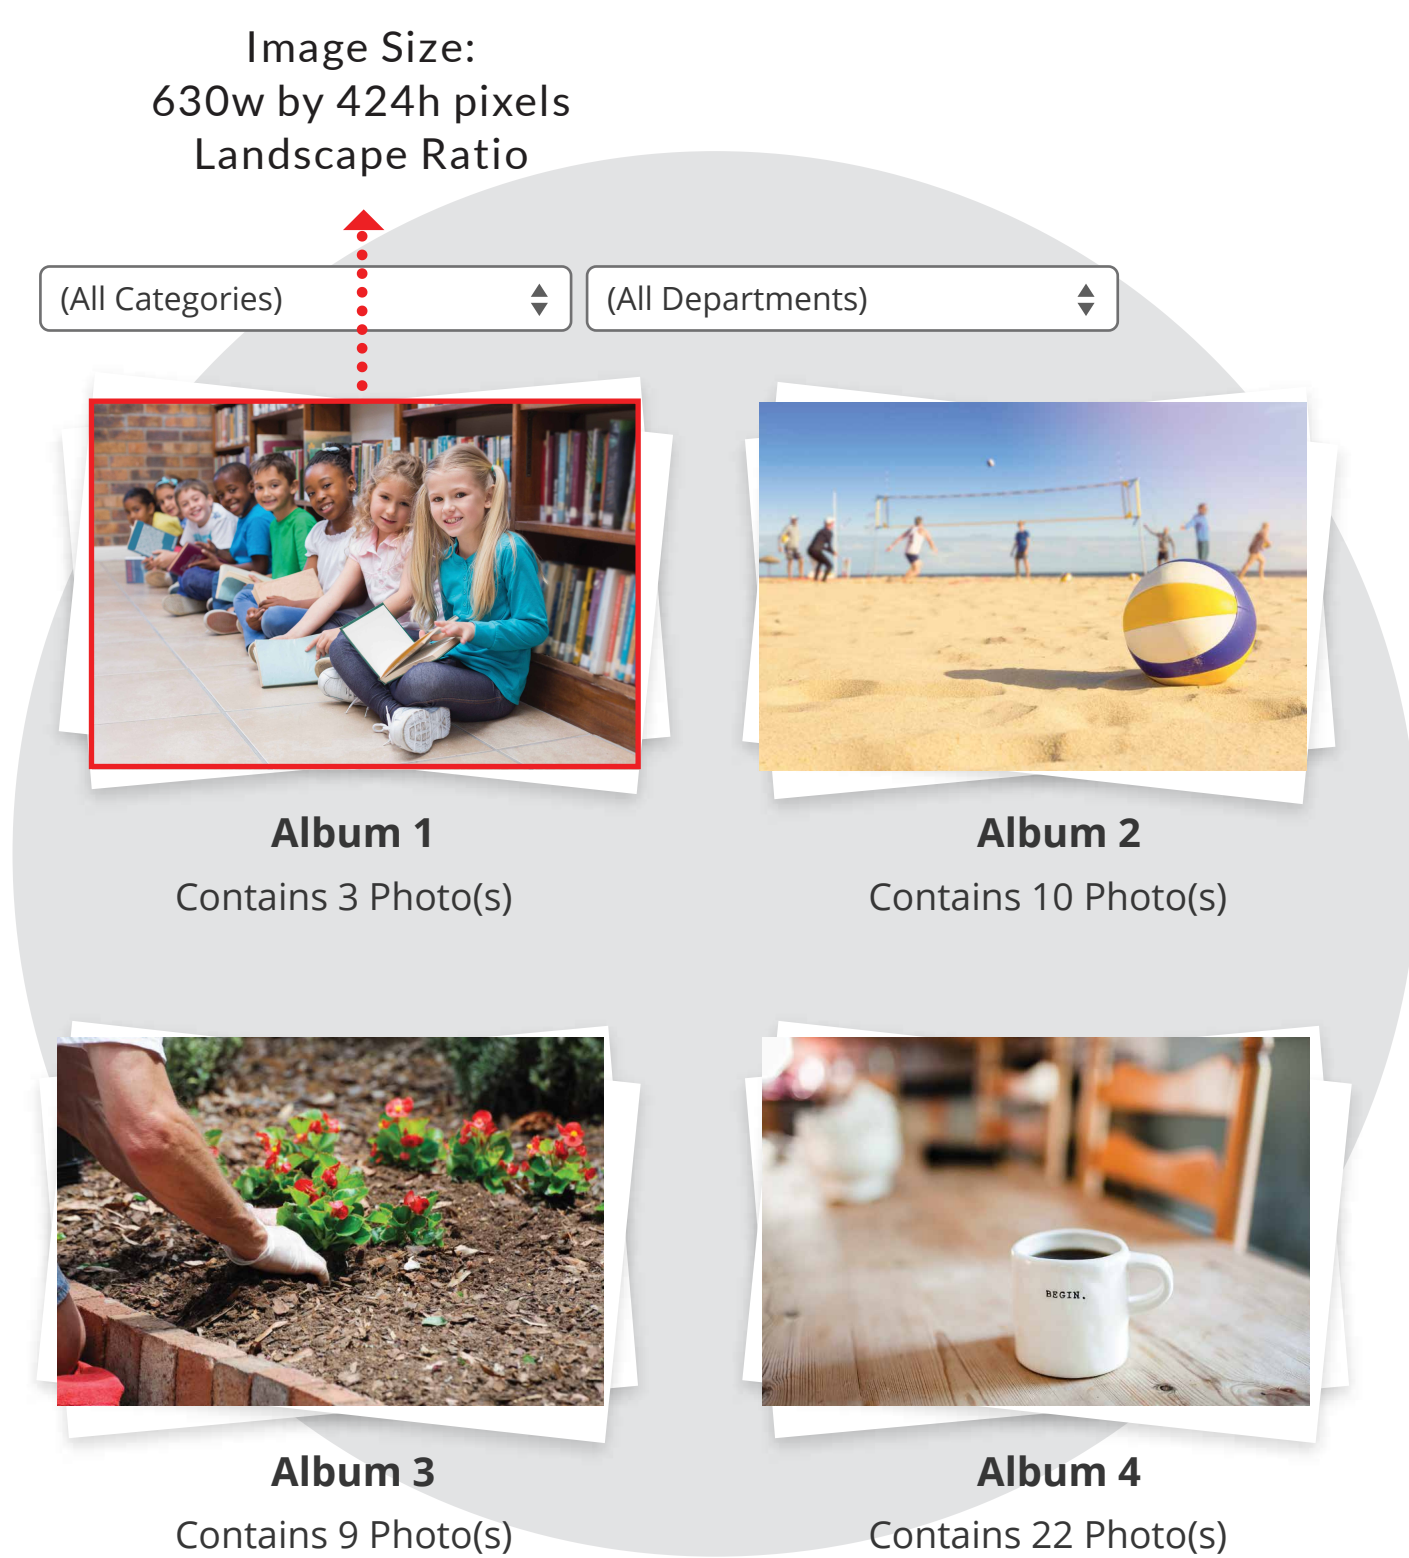 Image Size:
630w by 424h pixels
Landscape Ratio
(All Categories) (All Departments)
Album 1
Contains 3 Photo(s)
Album 2
Contains 10 Photo(s)
BEGIN.
Album 3
Contains 9 Photo(s)
Album 4
Contains 22 Photo(s)